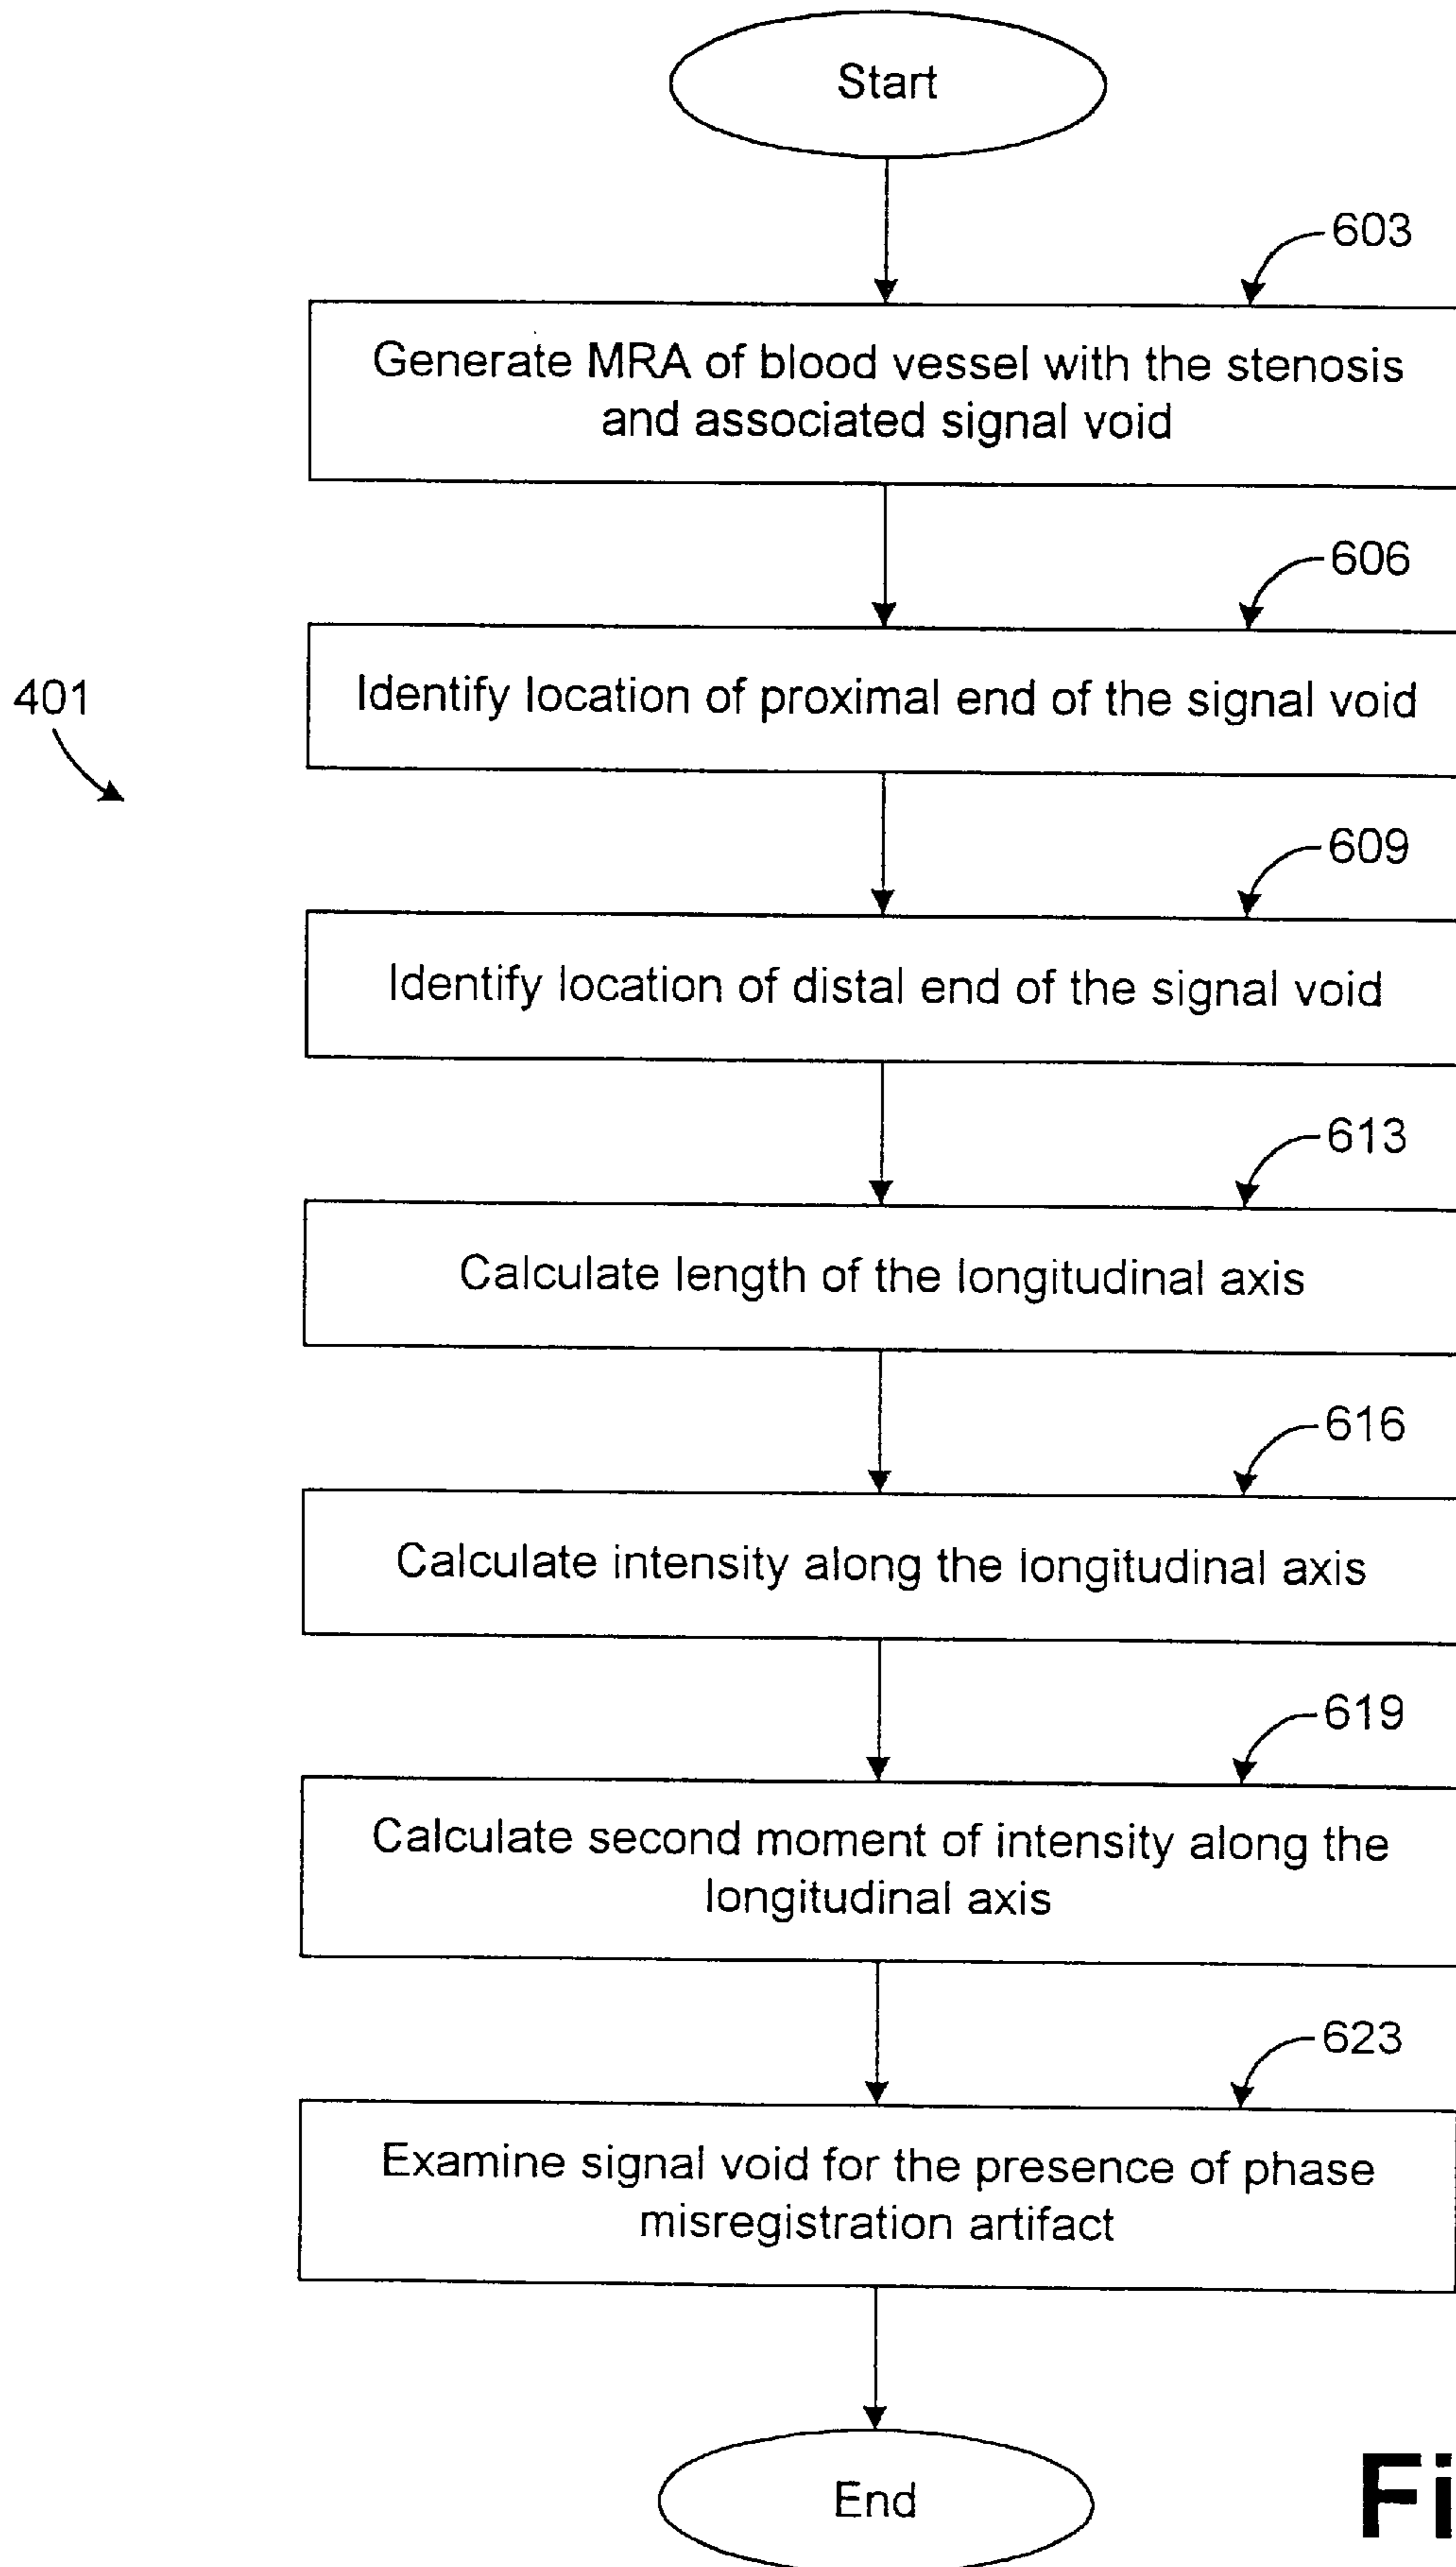 Start
603
Generate MRA of blood vessel with the stenosis
and associated signal void
606
401
Identify location of proximal end of the signal void
609
Identify location of distal end of the signal void
613
Calculate length of the longitudinal axis
616
Calculate intensity along the longitudinal axis
619
Calculate second moment of intensity along the
longitudinal axis
623
Examine signal void for the presence of phase
misregistration artifact
End
Fi